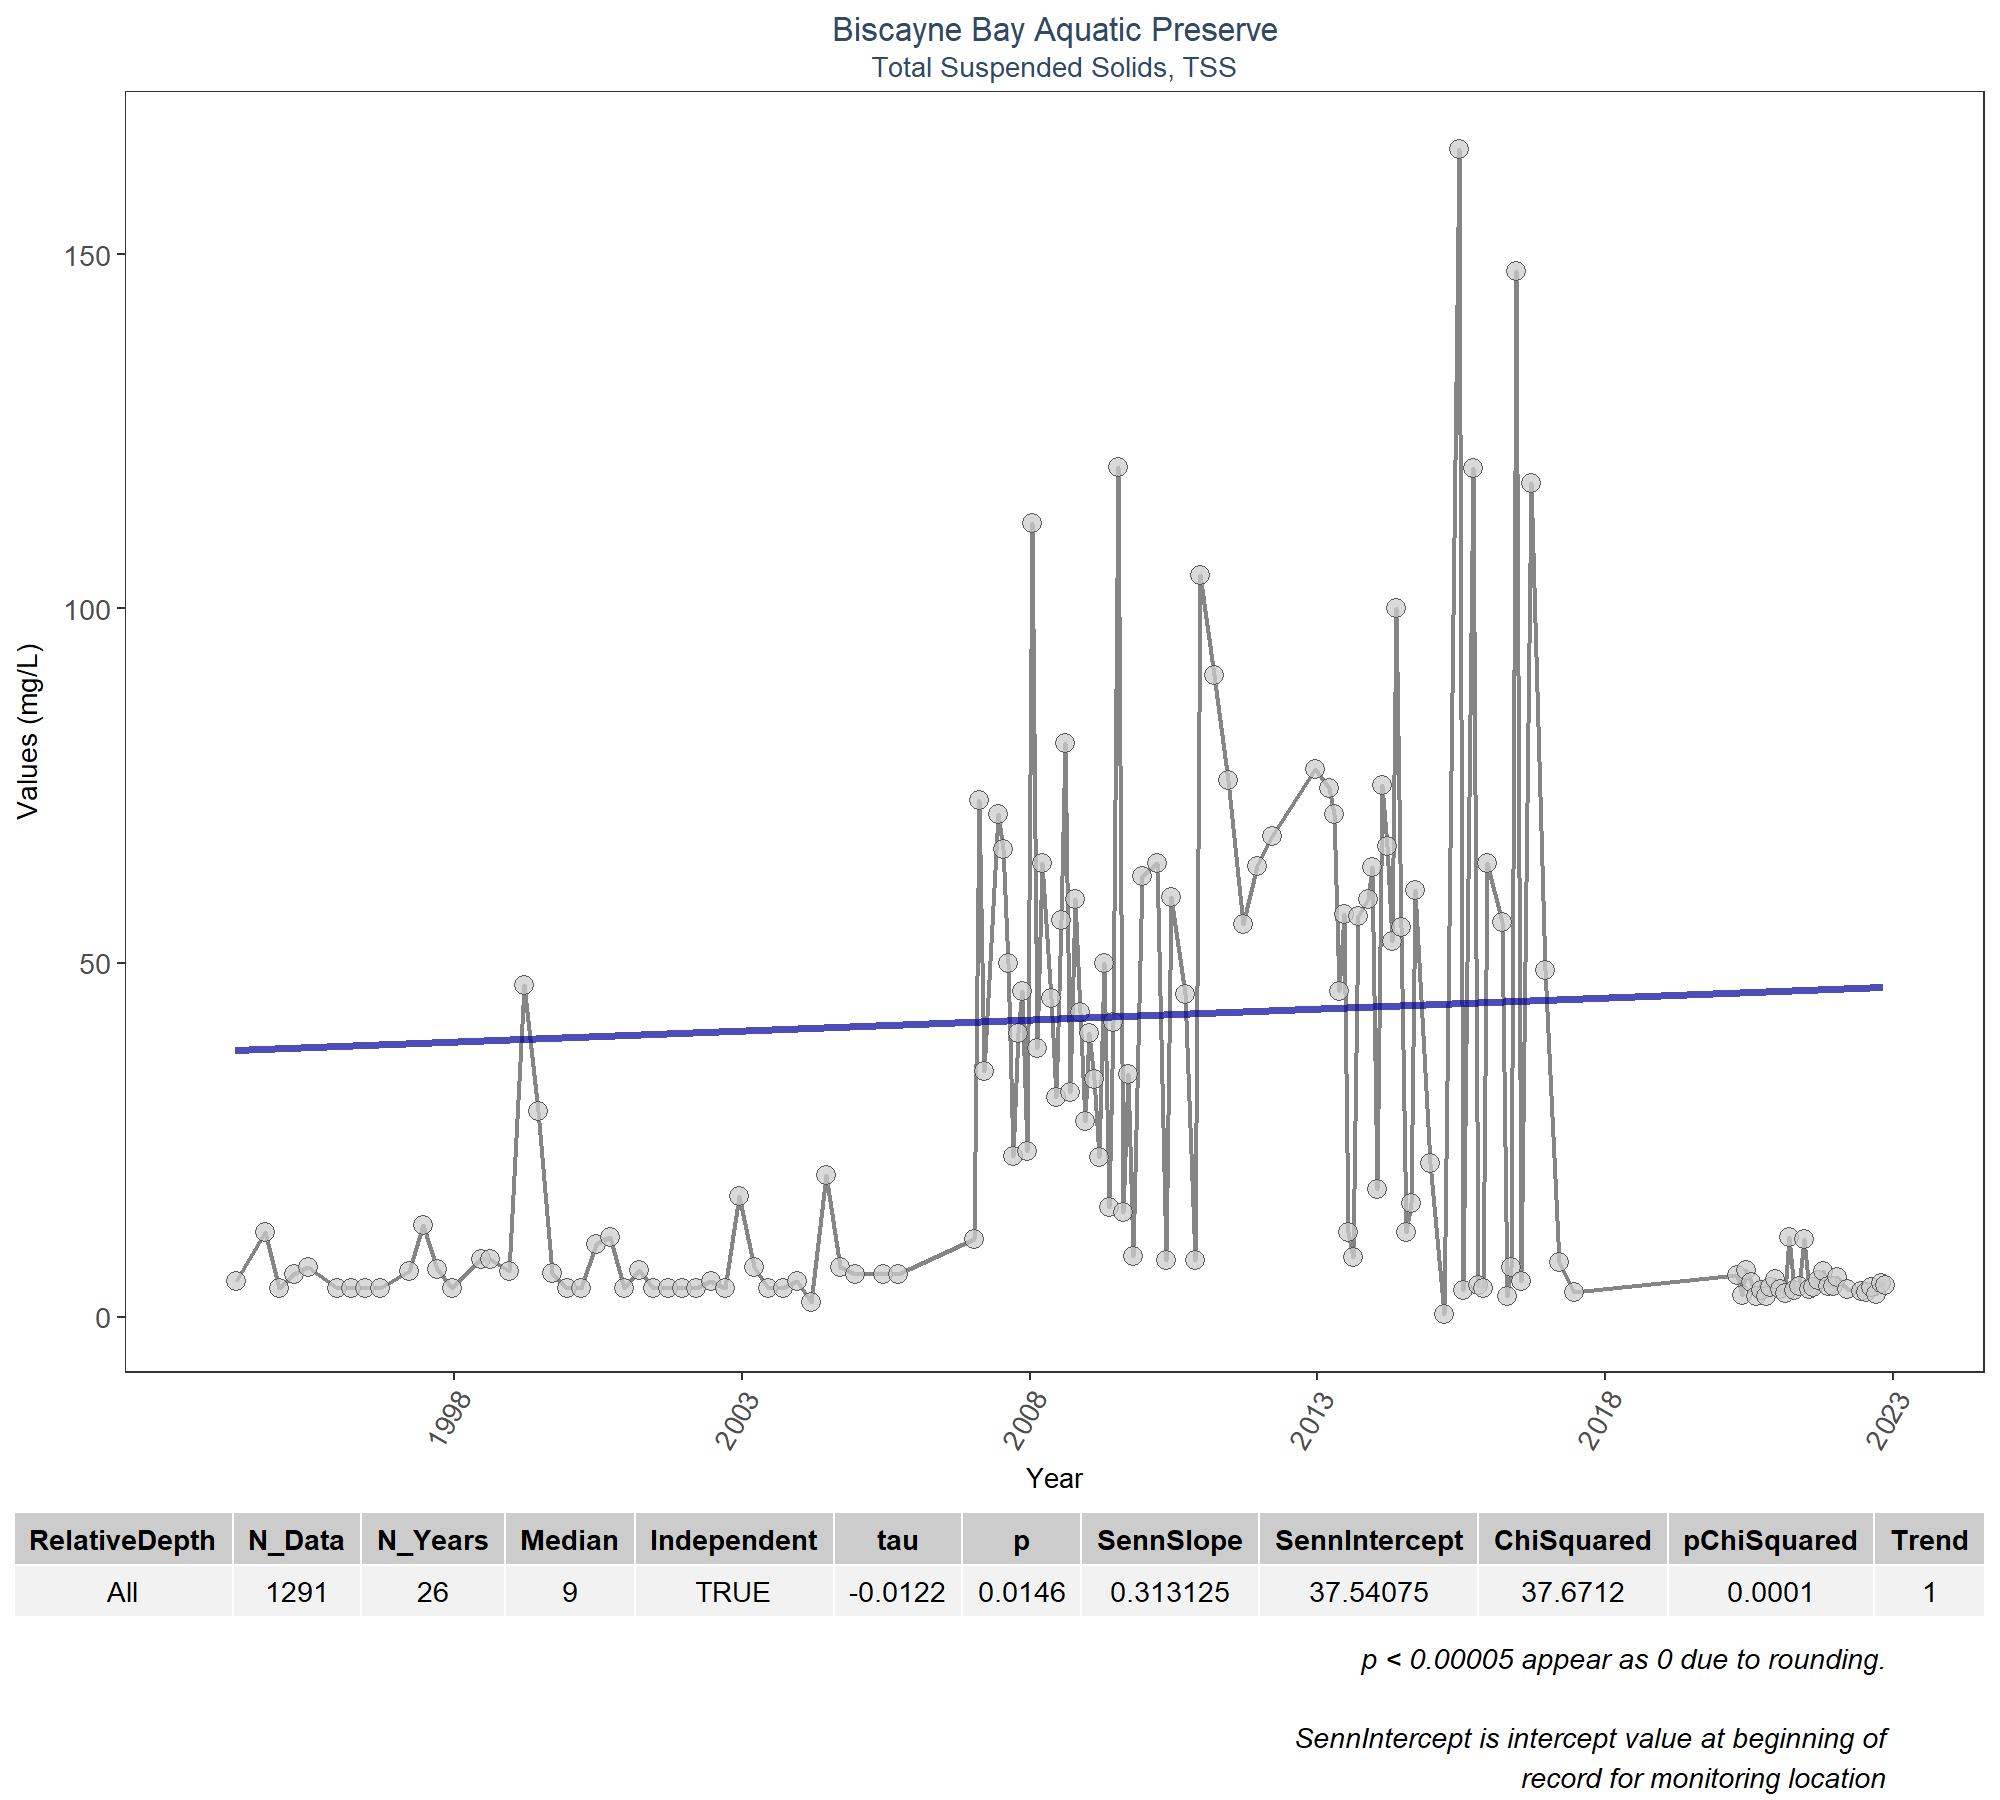 Biscayne Bay Aquatic Preserve
Total Suspended Solids, TSS
Values (mg/L)
150
100
50
0
1998 2003 2008 2013 2018 2023
Year
RelativeDepth N_Data N_Years Median Independent tau p SennSlope SennIntercept ChiSquared pChiSquared Trend
All 1291 26 9 TRUE -0.0122 0.0146 0.313125 37.54075 37.6712 0.0001 1
p < 0.00005 appear as 0 due to rounding.
SennIntercept is intercept value at beginning of
record for monitoring location